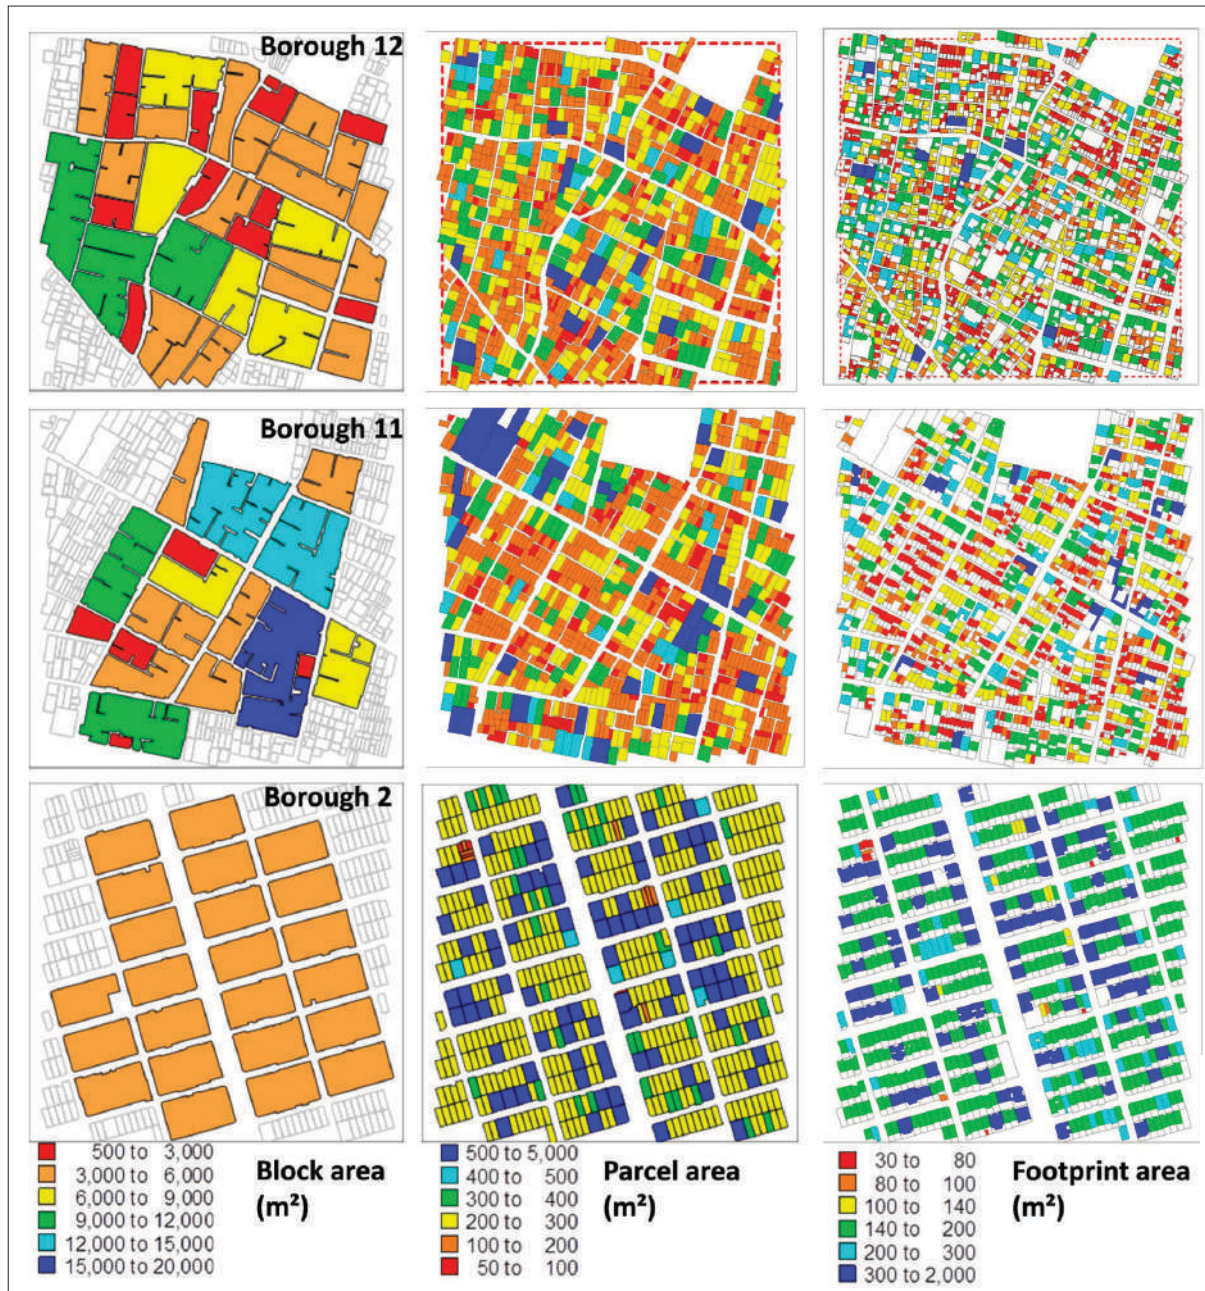 Borough 12
Borough 11
Borough 2
500 to 3,000
3,000 to 6,000
6,000 to 9,000
9,000 to 12,000
12,000 to 15,000
15,000 to 20,000
Block area
(m²)
500 to 5,000
400 to 500
300 to 400
200 to 300
100 to 200
50 to 100
Parcel area
(m²)
30 to 80
80 to 100
100 to 140
140 to 200
200 to 300
300 to 2,000
Footprint area
(m²)